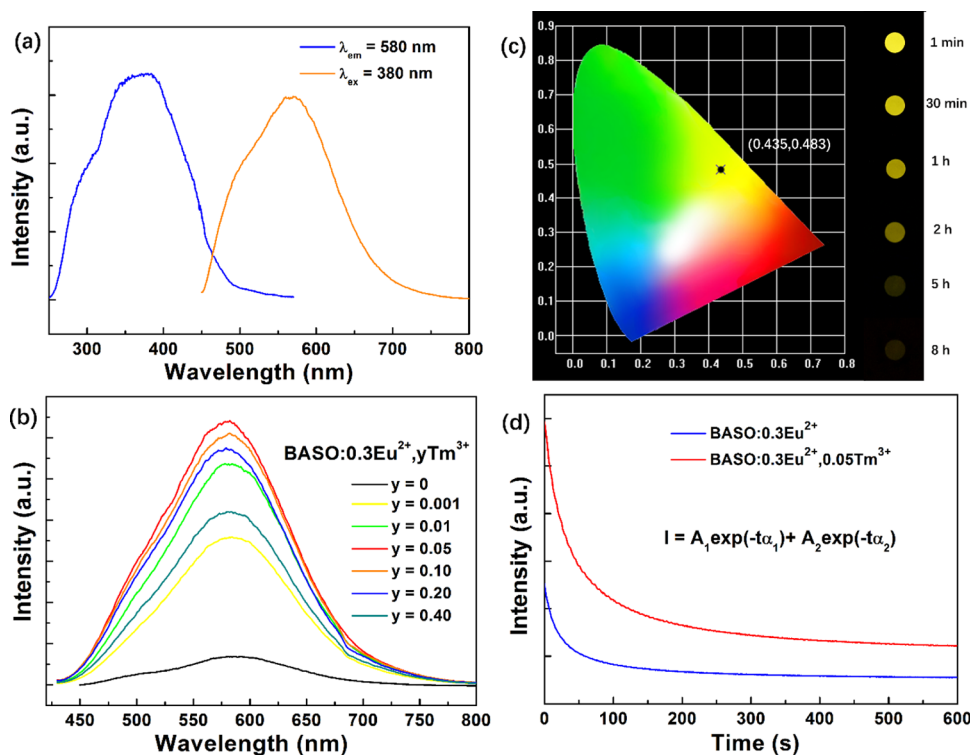 (a)
λem = 580 nm
λex = 380 nm
Intensity (a.u.)
300 400 500 600 700 800
Wavelength (nm)
(b)
BASO:0.3Eu²⁺,yTm³⁺
y = 0
y = 0.001
y = 0.01
y = 0.05
y = 0.10
y = 0.20
y = 0.40
Intensity (a.u.)
450 500 550 600 650 700 750 800
Wavelength (nm)
(c)
0.9
0.8
0.7
0.6
0.5
0.4
0.3
0.2
0.1
0.0
0.0 0.1 0.2 0.3 0.4 0.5 0.6 0.7 0.8
(0.435,0.483)
1 min
30 min
1 h
2 h
5 h
8 h
(d)
BASO:0.3Eu²⁺
BASO:0.3Eu²⁺,0.05Tm³⁺
I = A₁exp(-tα₁)+ A₂exp(-tα₂)
Intensity (a.u.)
0 100 200 300 400 500 600
Time (s)